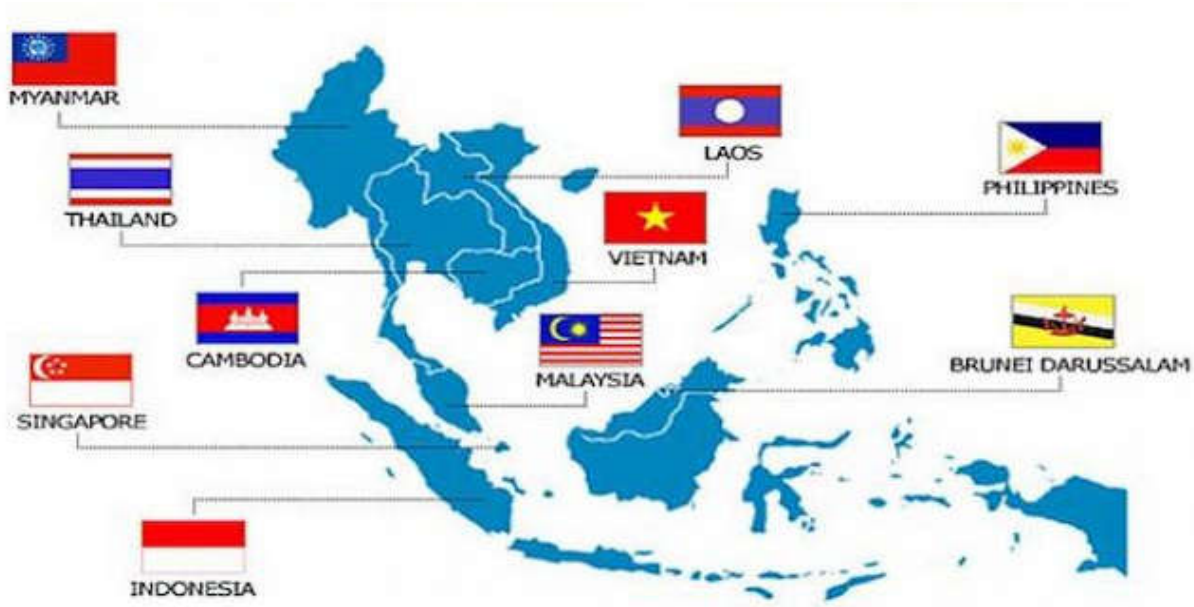 MYANMAR
LAOS
PHILIPPINES
THAILAND
VIETNAM
CAMBODIA
MALAYSIA
BRUNEI DARUSSALAM
SINGAPORE
INDONESIA